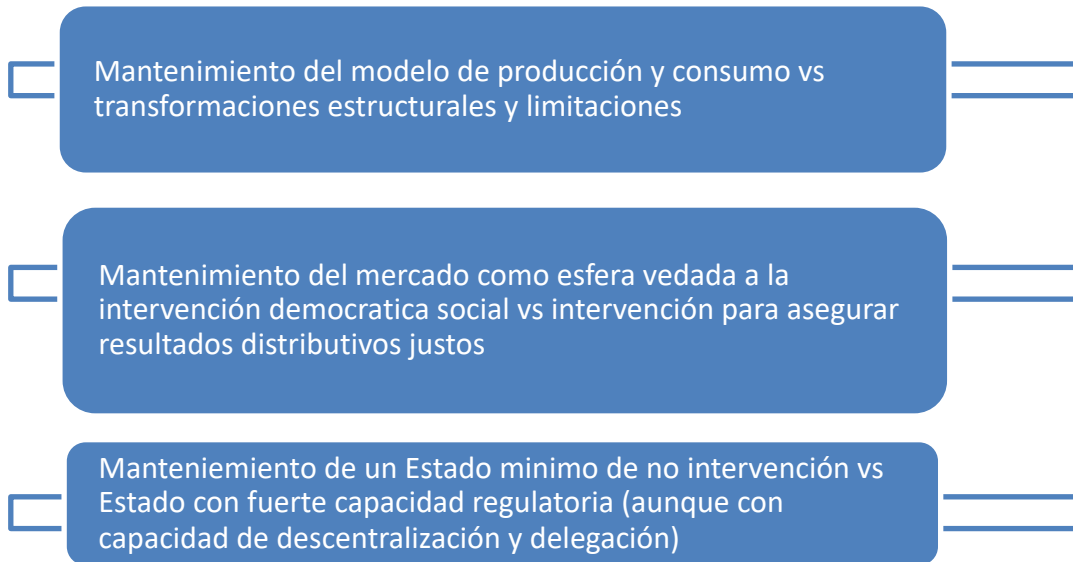 Mantenimiento del modelo de producción y consumo vs
transformaciones estructurales y limitaciones
Mantenimiento del mercado como esfera vedada a la
intervención democratica social vs intervención para asegurar
resultados distributivos justos
Manteniemiento de un Estado minimo de no intervención vs
Estado con fuerte capacidad regulatoria (aunque con
capacidad de descentralización y delegación)